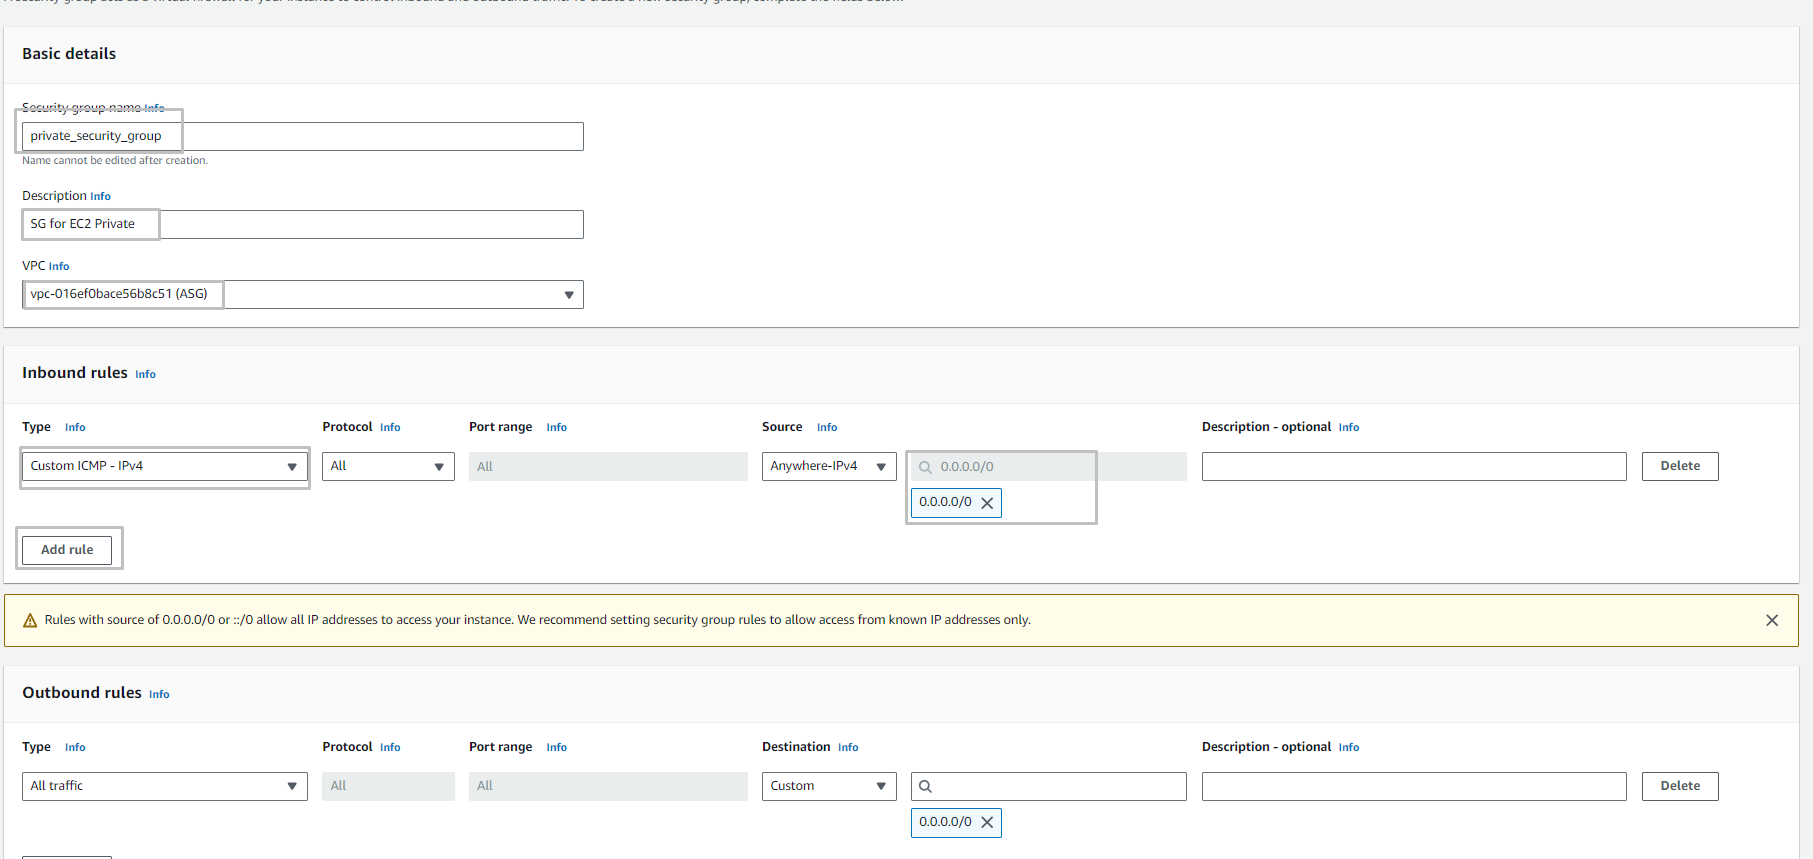 Basic details
Security group name Info
private_security_group
Name cannot be edited after creation.
Description Info
SG for EC2 Private
VPC Info
vpc-016ef0bace56b8c51 (ASG)
Inbound rules Info
Type Info Protocol Info Port range Info Source Info Description - optional Info
Custom ICMP - IPv4 All All Anywhere-IPv4 0.0.0.0/0 Delete
0.0.0.0/0
Add rule
Rules with source of 0.0.0.0/0 or ::/0 allow all IP addresses to access your instance. We recommend setting security group rules to allow access from known IP addresses only.
Outbound rules Info
Type Info Protocol Info Port range Info Destination Info Description - optional Info
All traffic All All Custom Delete
0.0.0.0/0